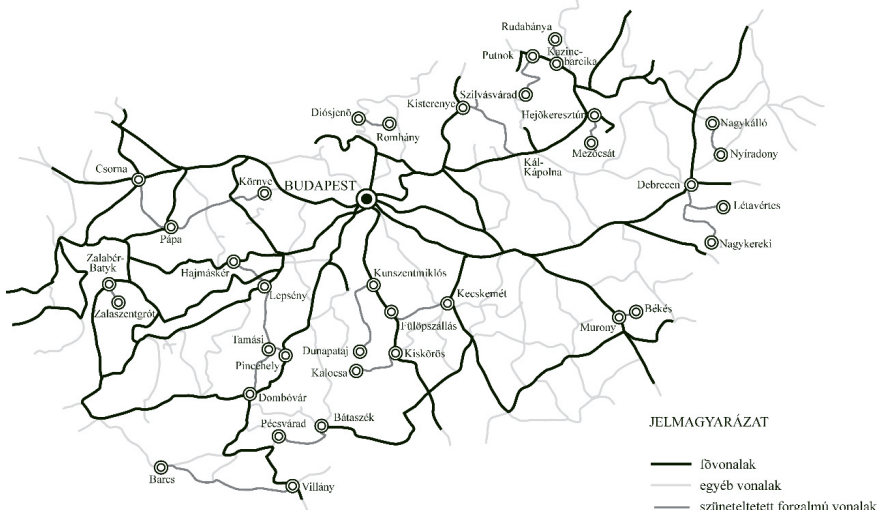 Rudabánya
Putnok
Kazinc-
barcika
Szilvásvárad
Kisterenye
Hejőkeresztúr
Diósjenő
Romhány
Nagykálló
Mezőcsát
Nyíradony
Kál-
Kápolna
Csorna
Környe
BUDAPEST
Debrecen
Létavértes
Pápa
Nagykereki
Zalabér-
Batyk
Hajmáskér
Kunszentmiklós
Lepsény
Kecskemét
Békés
Zalaszentgrót
Fülöpszállás
Murony
Tamási
Dunapataj
Kiskőrös
Pincehely
Kalocsa
Dombóvár
Pécsvárad
Bátaszék
JELMAGYARÁZAT
Barcs
Villány
fõvonalak
egyéb vonalak
szüneteltetett forgalmú vonalak